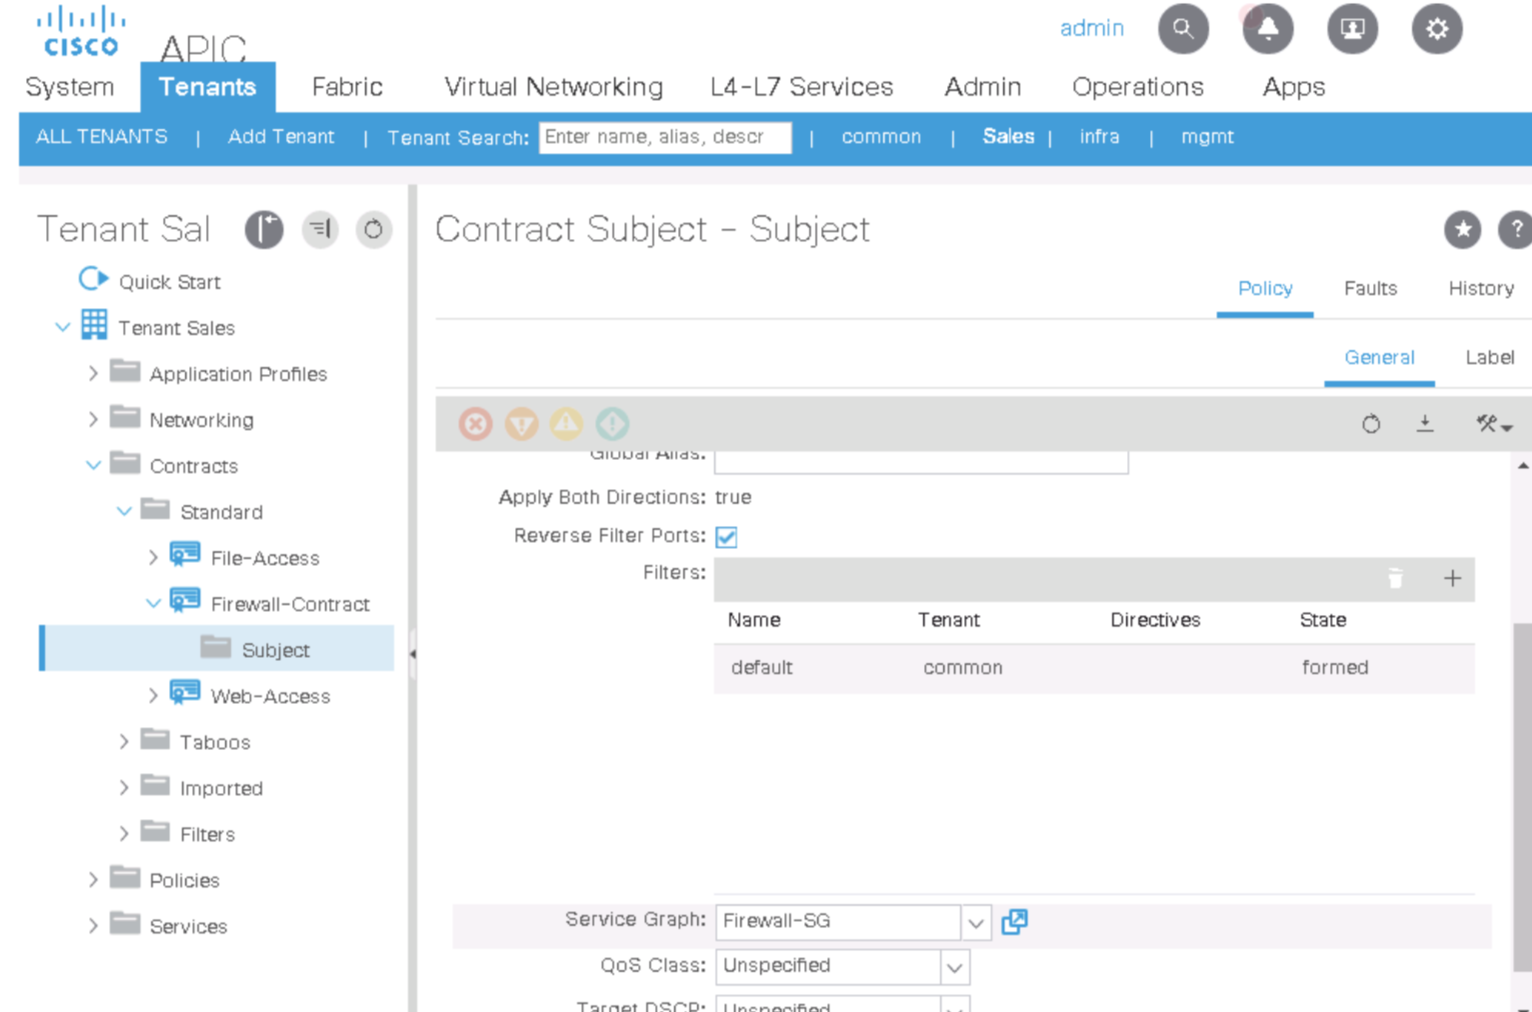 CISCO APIC
admin
System Tenants Fabric Virtual Networking L4-L7 Services Admin Operations Apps
ALL TENANTS | Add Tenant | Tenant Search: Enter name, alias, descr | common | Sales | infra | mgmt
Tenant Sal
Quick Start
Tenant Sales
Application Profiles
Networking
Contracts
Standard
File-Access
Firewall-Contract
Subject
Web-Access
Taboos
Imported
Filters
Policies
Services
Contract Subject - Subject
?
Policy Faults History
General Label
Global Alias:
Apply Both Directions: true
Reverse Filter Ports:
Filters:
Name Tenant Directives State
default common formed
Service Graph: Firewall-SG
QoS Class: Unspecified
Target DSCP: Unspecified